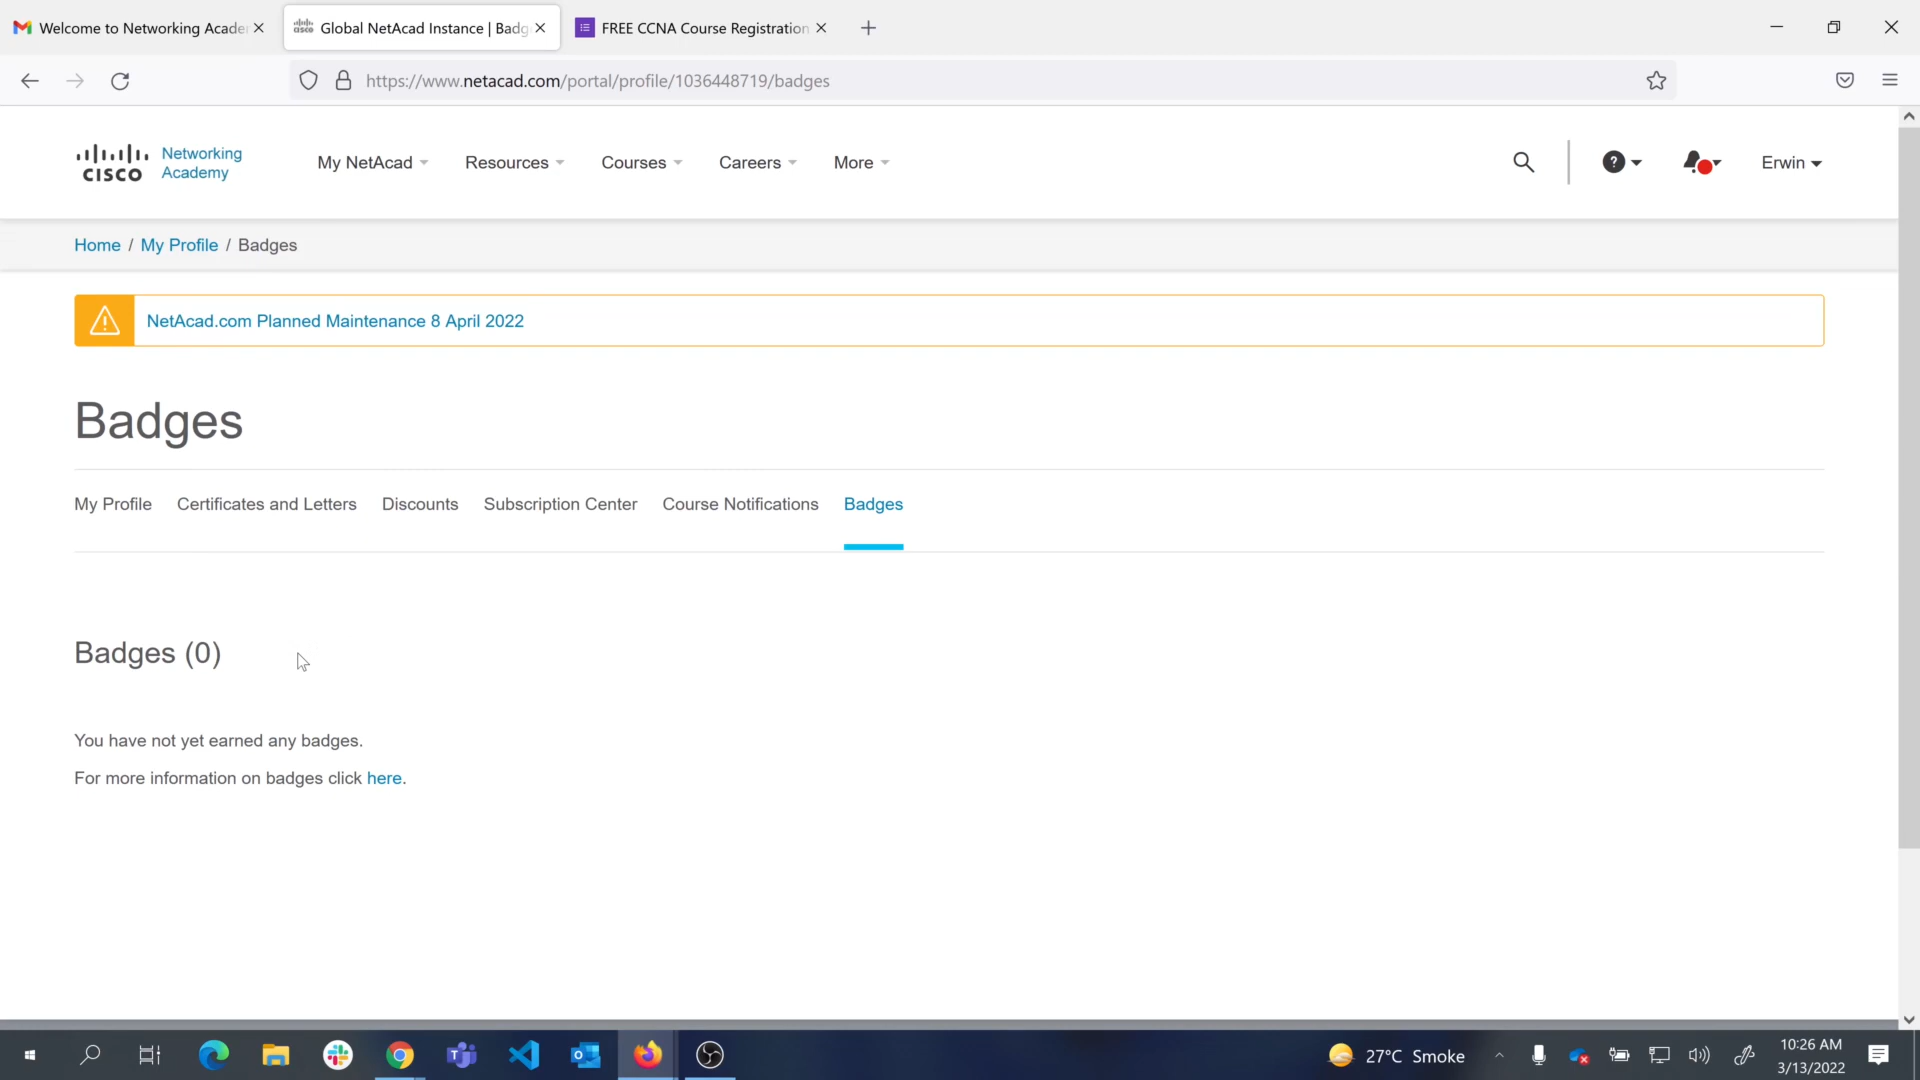 Welcome to Networking Acader
Global NetAcad Instance | Badg
FREE CCNA Course Registration
https://www.netacad.com/portal/profile/1036448719/badges
cisco
Networking
Academy
My NetAcad
Resources
Courses
Careers
More
?
Erwin
Home / My Profile / Badges
NetAcad.com Planned Maintenance 8 April 2022
Badges
My Profile
Certificates and Letters
Discounts
Subscription Center
Course Notifications
Badges
Badges (0)
You have not yet earned any badges.
For more information on badges click here.
27°C Smoke
10:26 AM
3/13/2022